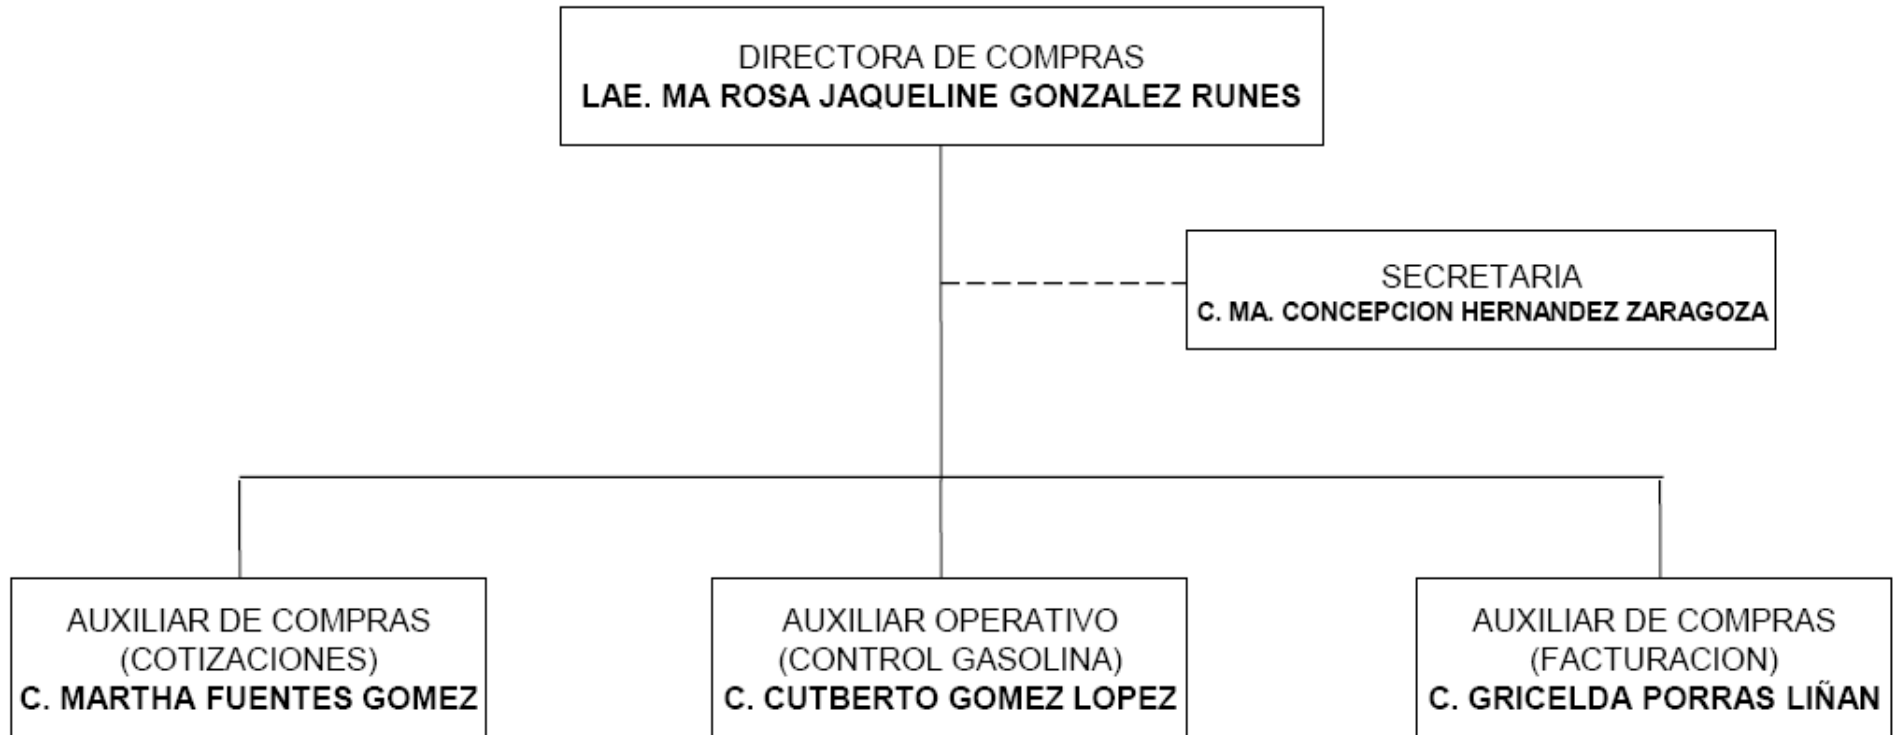 DIRECTORA DE COMPRAS
LAE. MA ROSA JAQUELINE GONZALEZ RUNES
SECRETARIA
C. MA. CONCEPCION HERNANDEZ ZARAGOZA
AUXILIAR DE COMPRAS
(COTIZACIONES)
C. MARTHA FUENTES GOMEZ
AUXILIAR OPERATIVO
(CONTROL GASOLINA)
C. CUTBERTO GOMEZ LOPEZ
AUXILIAR DE COMPRAS
(FACTURACION)
C. GRICELDA PORRAS LIÑAN